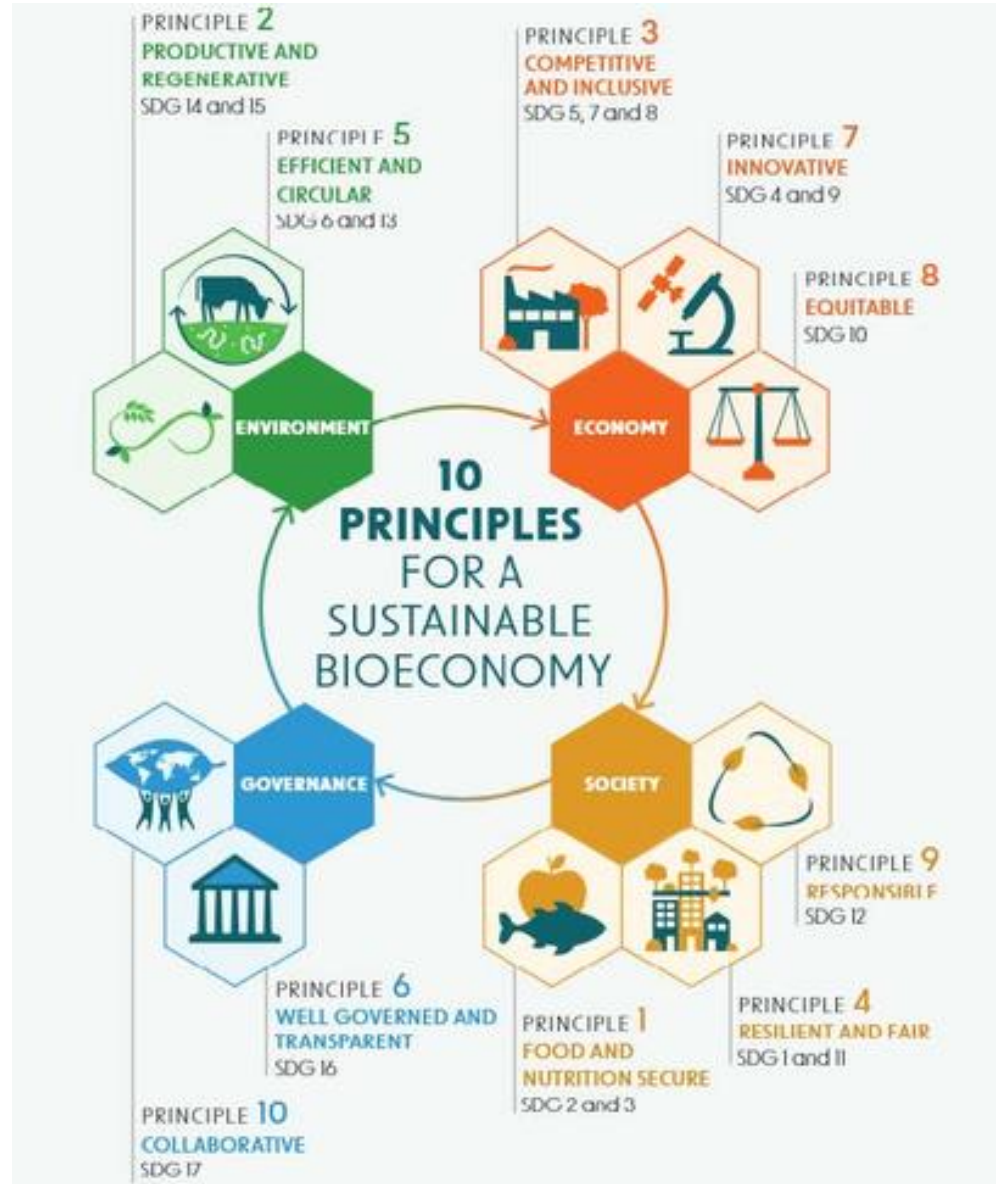 PRINCIPLE 2
PRODUCTIVE AND
REGENERATIVE
SDG 14 and 15
PRINCIPLE 5
EFFICIENT AND
CIRCULAR
SDG 6 and 13
PRINCIPLE 3
COMPETITIVE
AND INCLUSIVE
SDG 5, 7 and 8
PRINCIPLE 7
INNOVATIVE
SDG 4 and 9
PRINCIPLE 8
EQUITABLE
SDG 10
ENVIRONMENT
ECONOMY
10
PRINCIPLES
FOR A
SUSTAINABLE
BIOECONOMY
GOVERNANCE
SOCIETY
PRINCIPLE 9
RESPONSIBLE
SDG 12
PRINCIPLE 6
WELL GOVERNED AND
TRANSPARENT
SDG 16
PRINCIPLE 1
FOOD AND
NUTRITION SECURE
SDG 2 and 3
PRINCIPLE 4
RESILIENT AND FAIR
SDG 1 and 11
PRINCIPLE 10
COLLABORATIVE
SDG 17